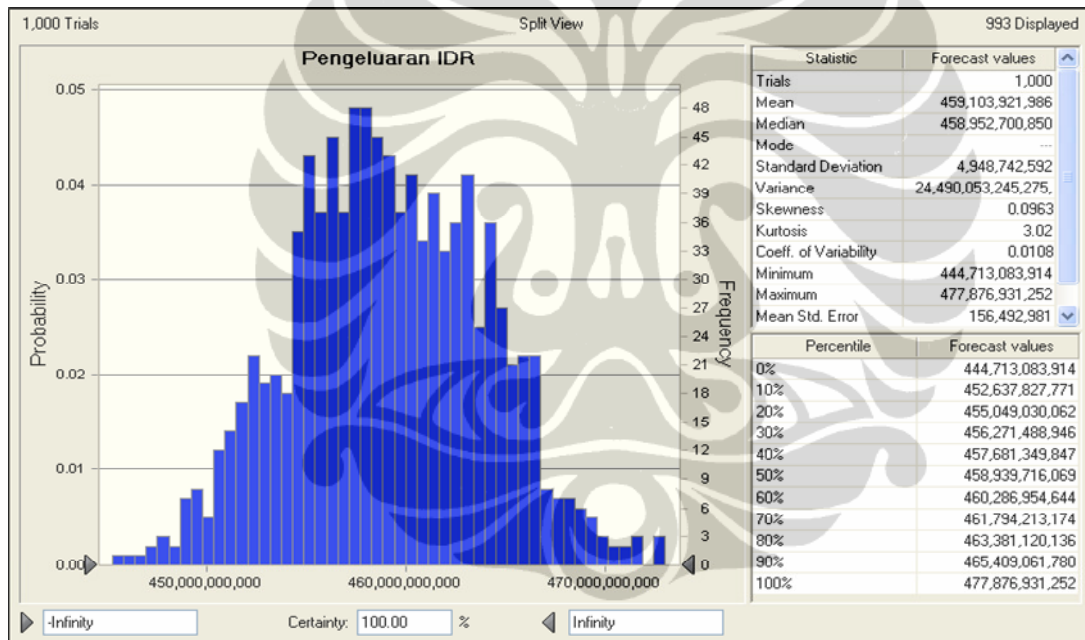 1,000 Trials Split View 993 Displayed
Pengeluaran IDR
Probability
0.05
0.04
0.03
0.02
0.01
0.00
Frequency
48
45
42
39
36
33
30
27
24
21
18
15
12
9
6
3
0
450,000,000,000 460,000,000,000 470,000,000,000
-Infinity Certainty: 100.00 % Infinity
Statistic Forecast values
Trials 1,000
Mean 459,103,921,986
Median 458,952,700,850
Mode ---
Standard Deviation 4,948,742,592
Variance 24,490,053,245,275,
Skewness 0.0963
Kurtosis 3.02
Coeff. of Variability 0.0108
Minimum 444,713,083,914
Maximum 477,876,931,252
Mean Std. Error 156,492,981
Percentile Forecast values
0% 444,713,083,914
10% 452,637,827,771
20% 455,049,030,062
30% 456,271,488,946
40% 457,681,349,847
50% 458,939,716,069
60% 460,286,954,644
70% 461,794,213,174
80% 463,381,120,136
90% 465,409,061,780
100% 477,876,931,252